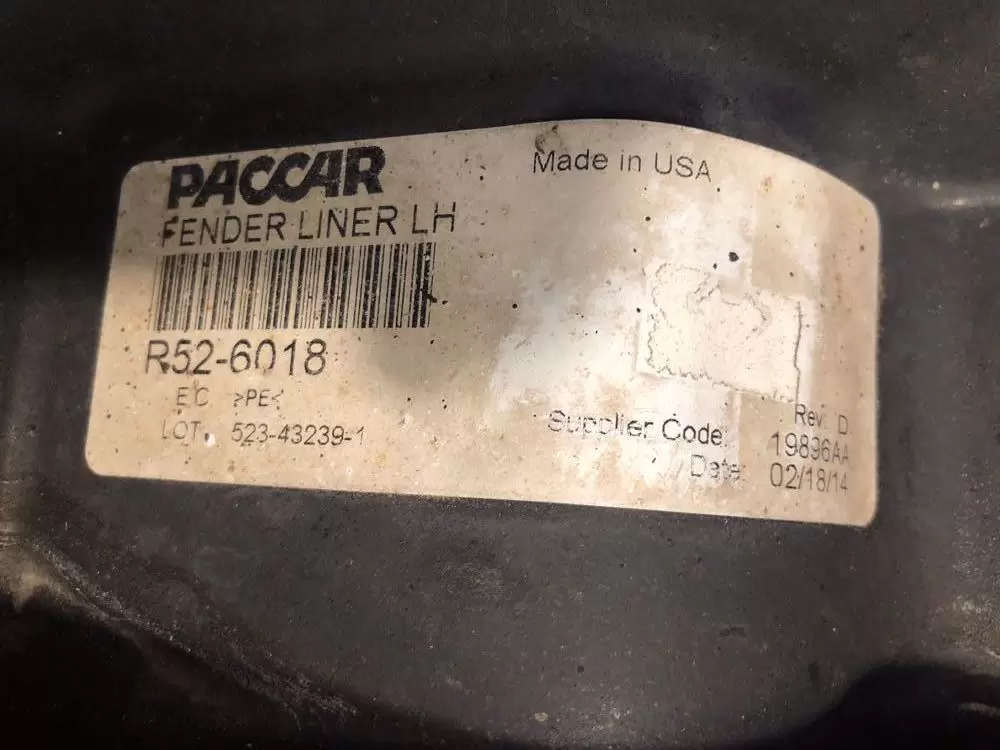 PACCAR
Made in USA
FENDER LINER LH
R52-6018
E/C >PE<
LOT. 523-43239-1
Rev. D
Supplier Code: 19896AA
Date: 02/18/14